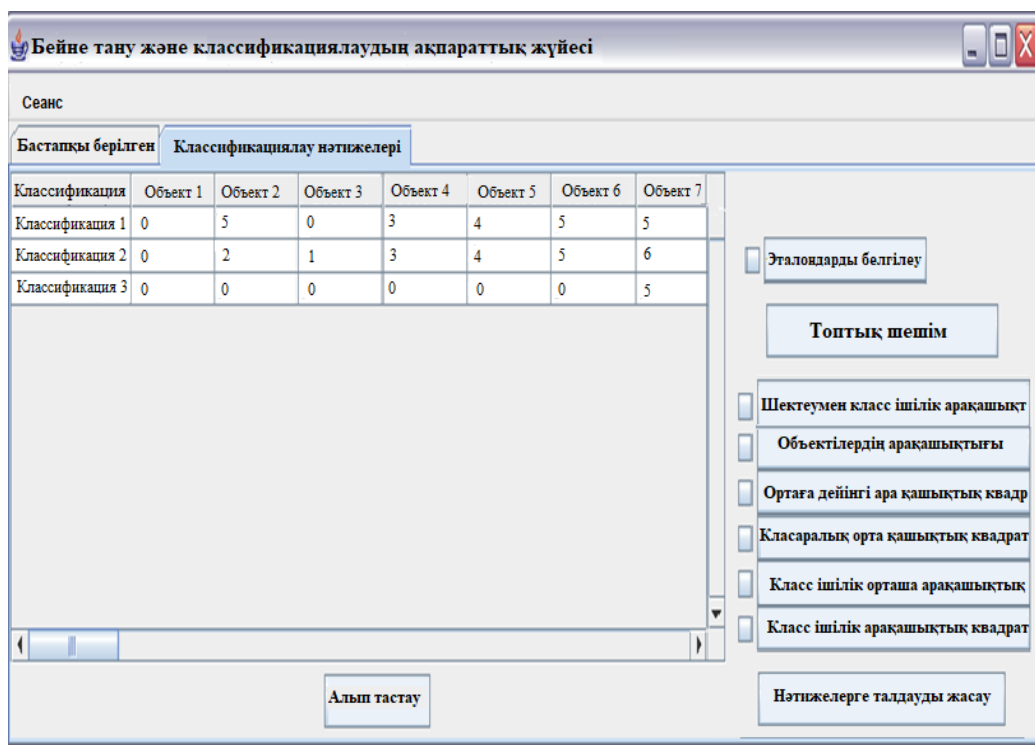 Бейне тану және классификациялаудың ақпараттық жүйесі
Сеанс
Бастапқы берілген Классификациялау нәтижелері
Классификация Объект 1 Объект 2 Объект 3 Объект 4 Объект 5 Объект 6 Объект 7
Классификация 1 0 5 0 3 4 5 5
Классификация 2 0 2 1 3 4 5 6
Классификация 3 0 0 0 0 0 0 5
Эталондарды белгілеу
Топтық шешім
Шектеумен класс ішілік арақашықт
Объектілердің арақашықтығы
Ортаға дейінгі ара қашықтық квадр
Класаралық орта қашықтық квадрат
Класс ішілік орташа арақашықтық
Класс ішілік арақашықтық квадрат
Алып тастау
Нәтижелерге талдауды жасау